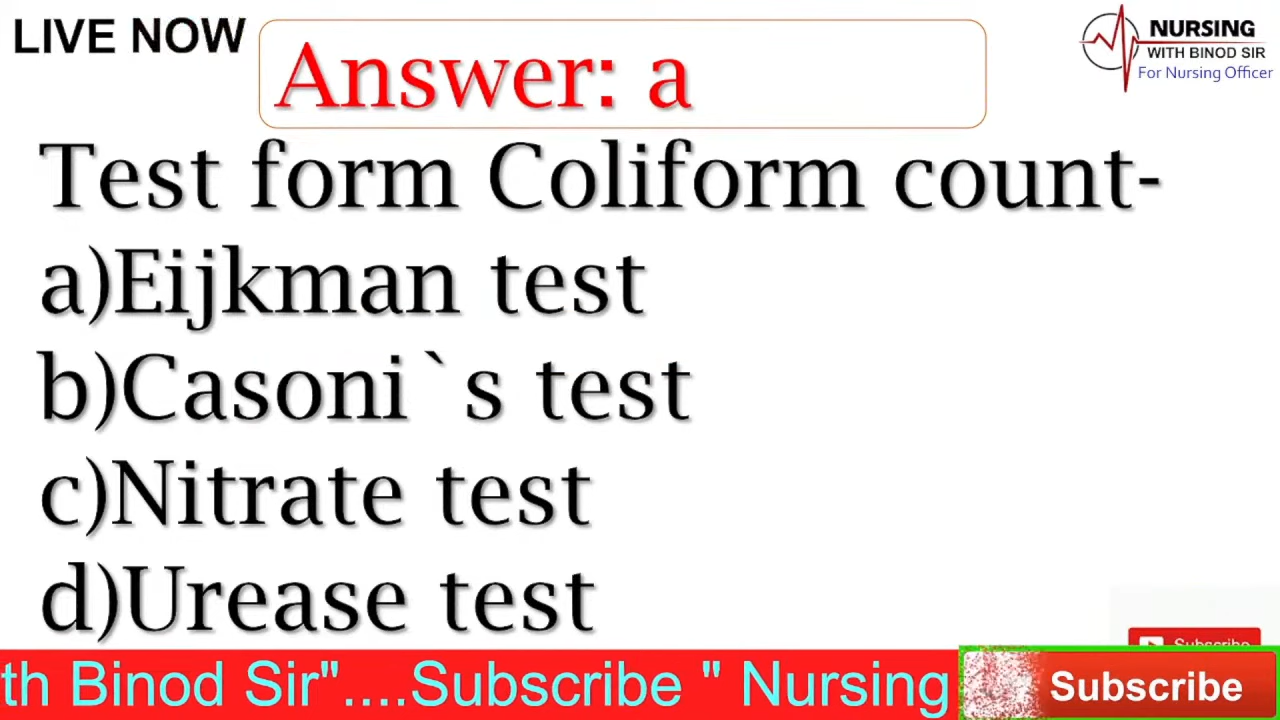 LIVE NOW
Answer: a
NURSING
WITH BINOD SIR
For Nursing Officer
Test form Coliform count-
a)Eijkman test
b)Casoni`s test
c)Nitrate test
d)Urease test
Subscribe
th Binod Sir"....Subscribe " Nursing
Subscribe